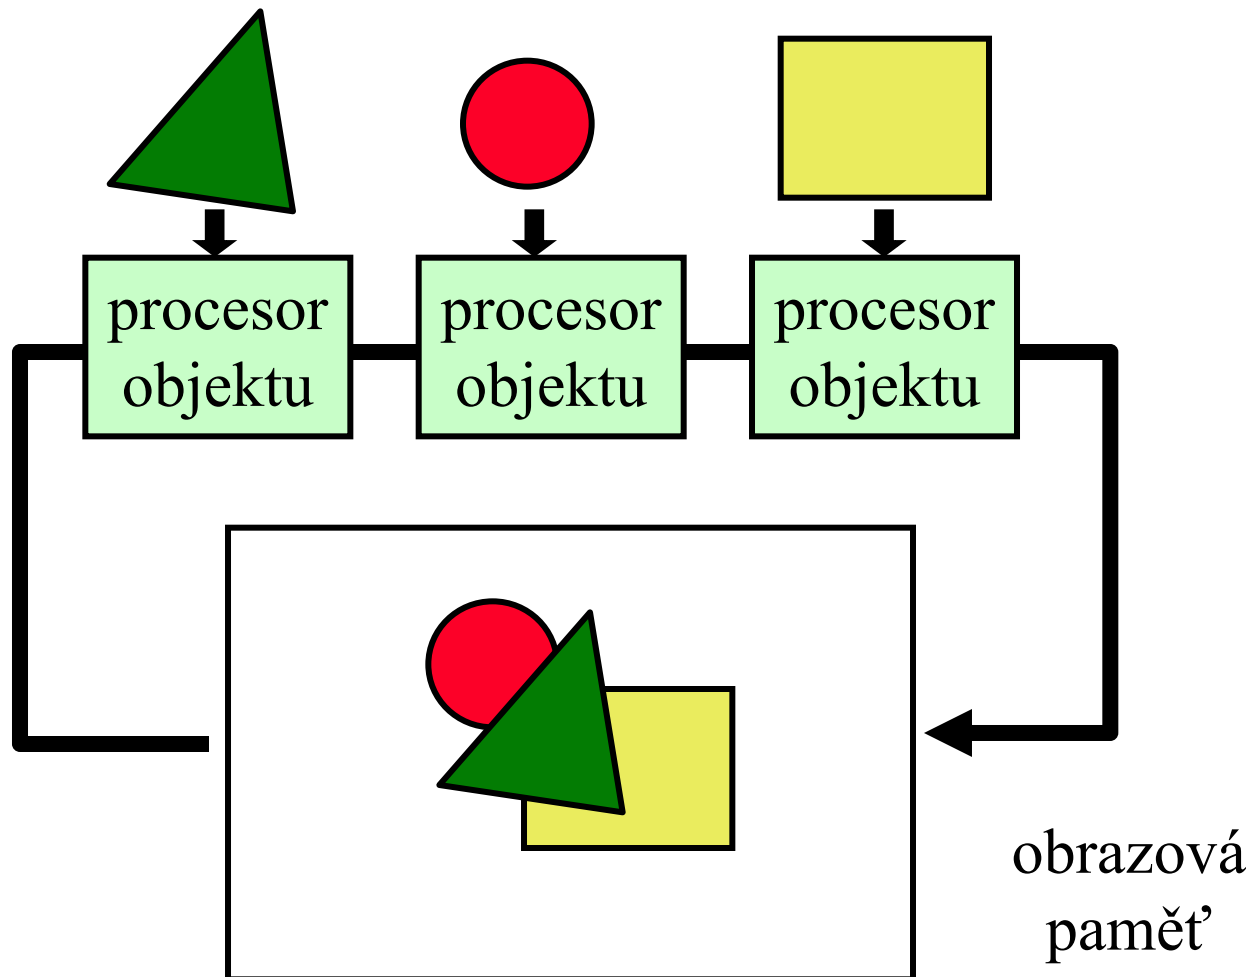 procesor
objektu
procesor
objektu
procesor
objektu
obrazová
paměť